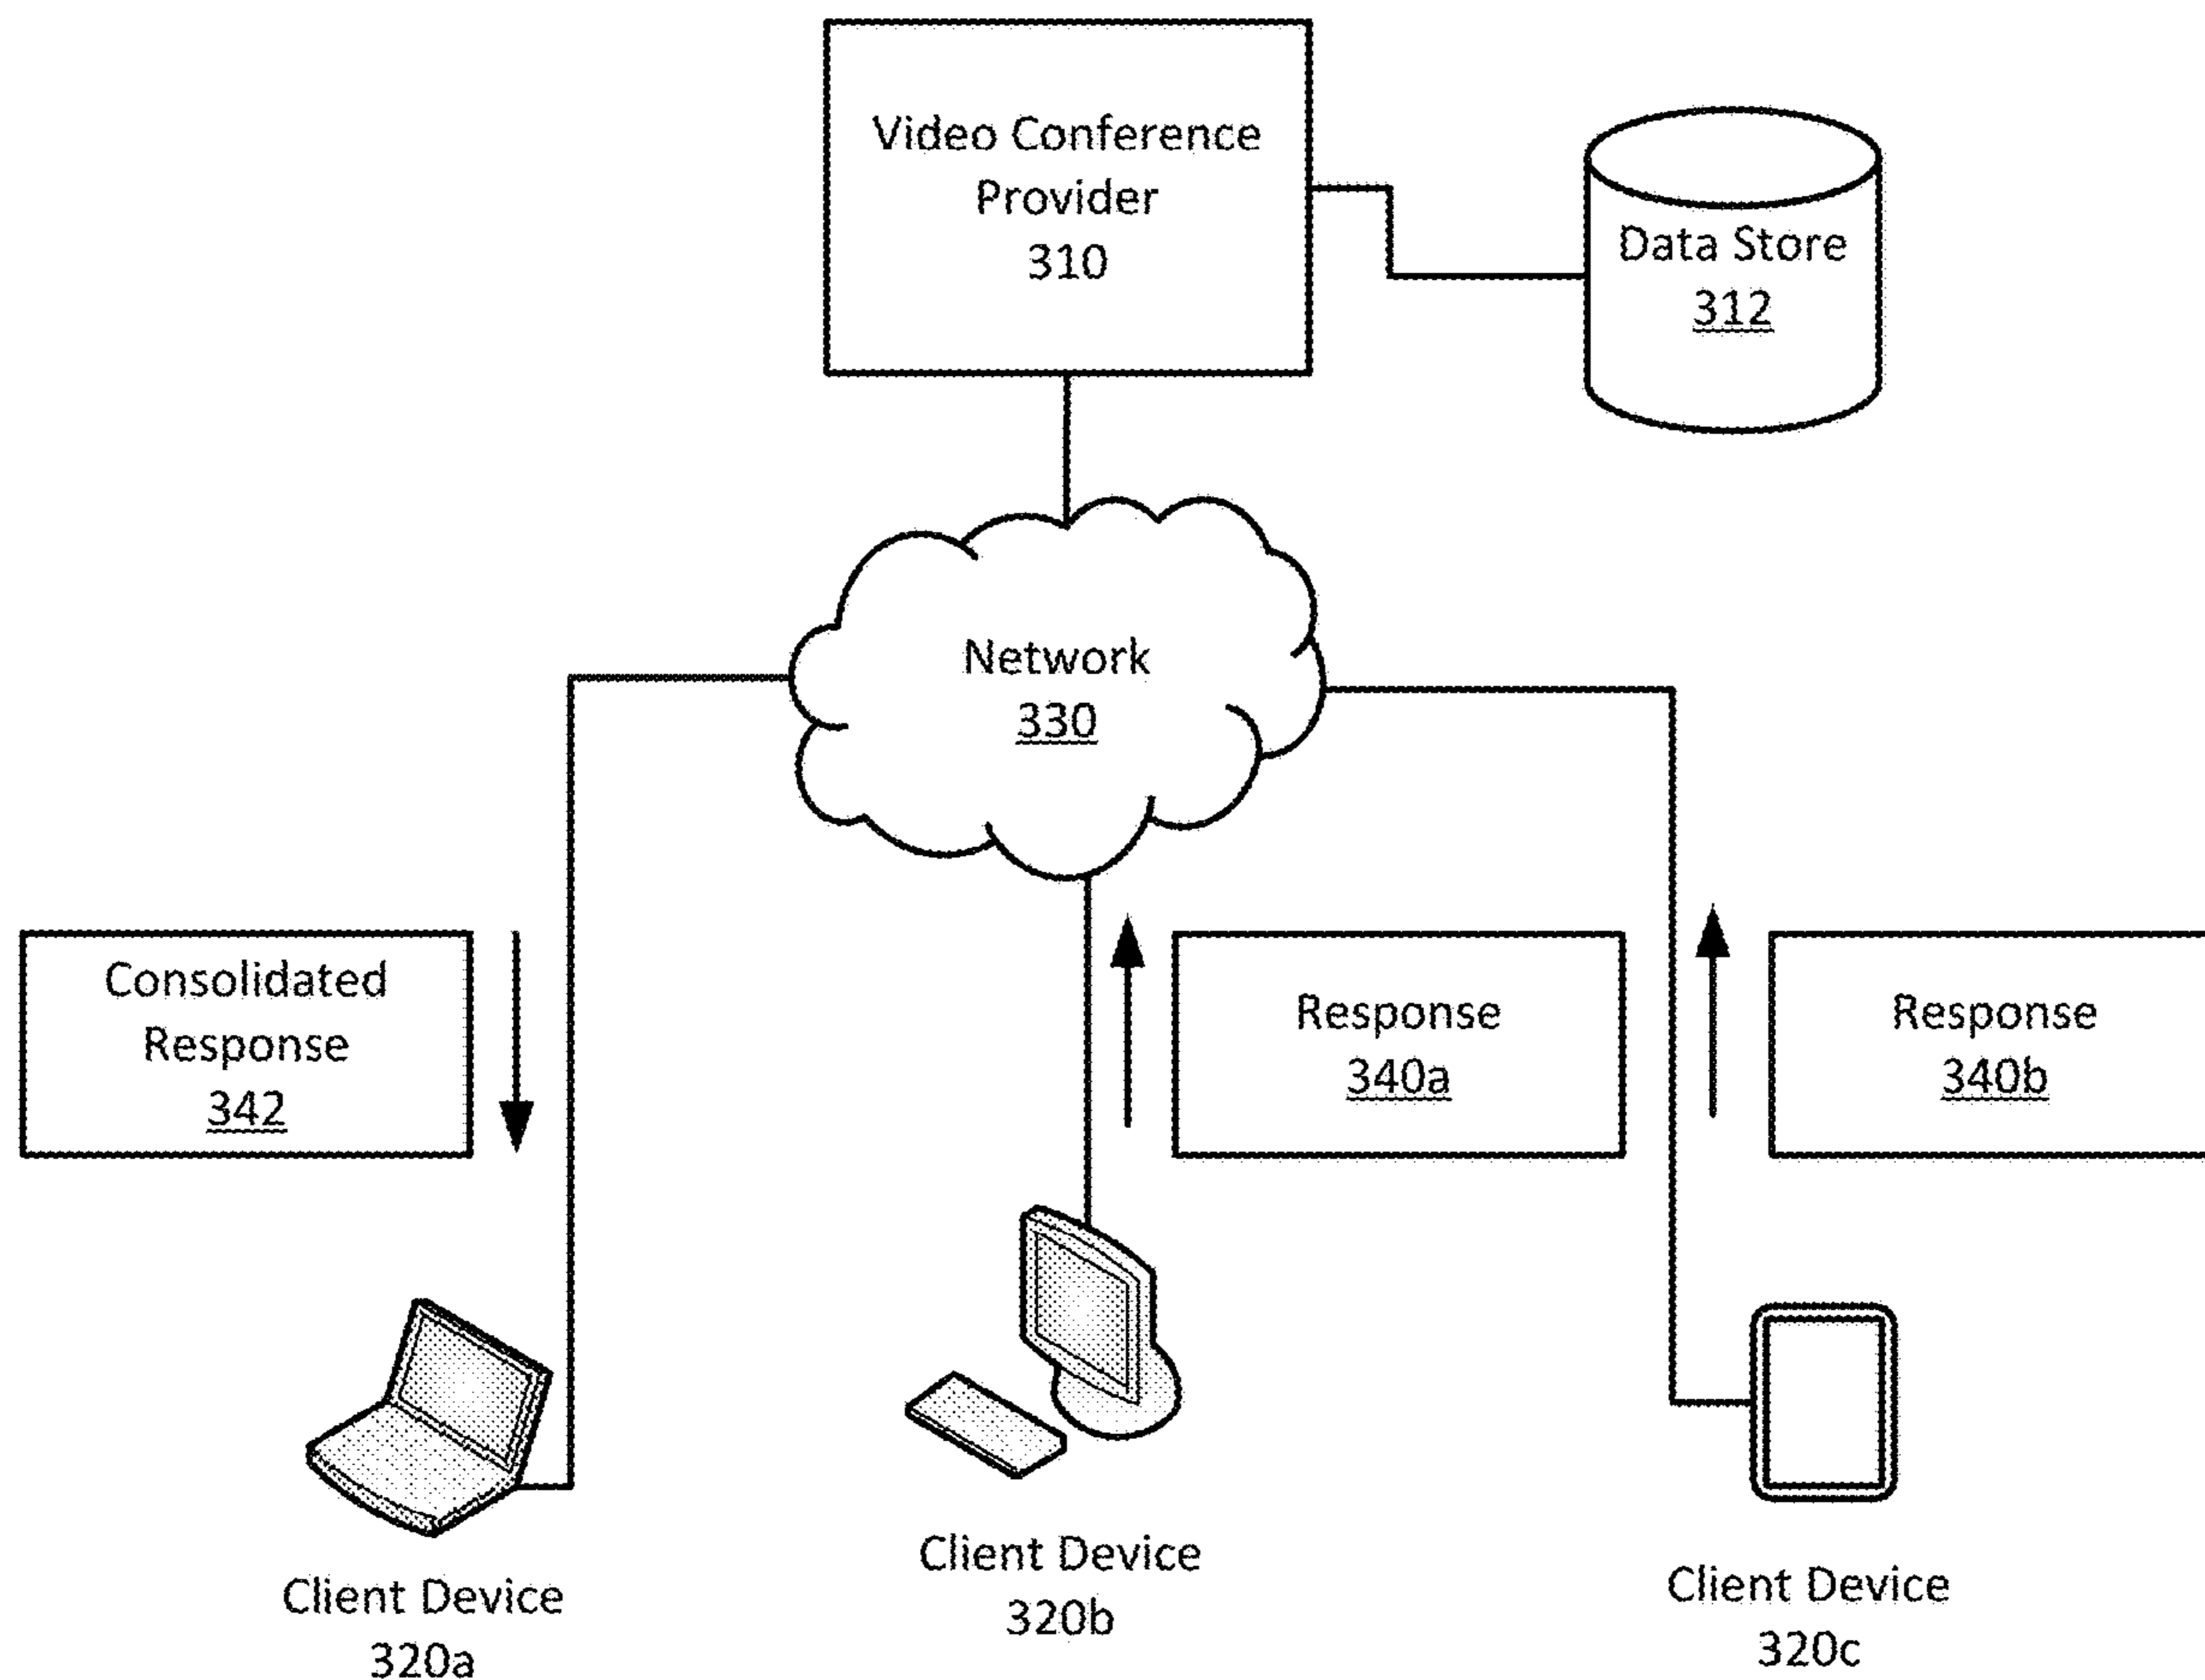 Video Conference
Provider
310
Data Store
312
Network
330
Consolidated
Response
342
Response
340a
Response
340b
Client Device
320a
Client Device
320b
Client Device
320c